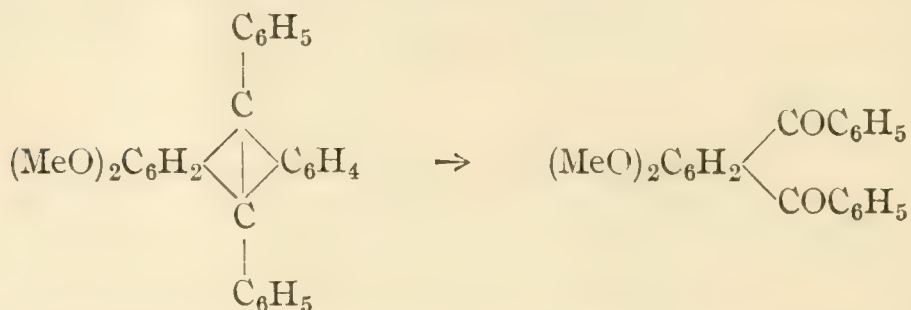 C₆H₅
C
(MeO)₂C₆H₂ C₆H₄ → (MeO)₂C₆H₂ COC₆H₅
COC₆H₅
C
C₆H₅